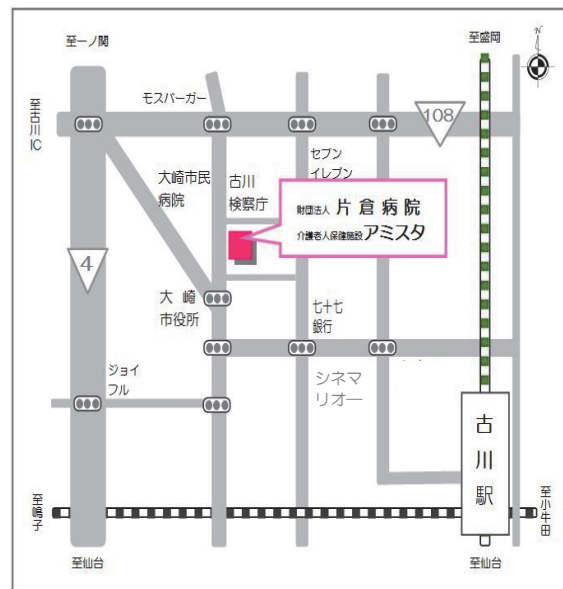 至一ノ関
至盛岡
N
至古川
IC
モスバーガー
108
セブン
イレブン
大崎市民
病院
古川
検察庁
財団法人 片倉病院
介護老人保健施設 アミスタ
4
大崎
市役所
七十七
銀行
ジョイ
フル
シネマ
リオー
古川駅
至鳴子
至小牛田
至仙台
至仙台